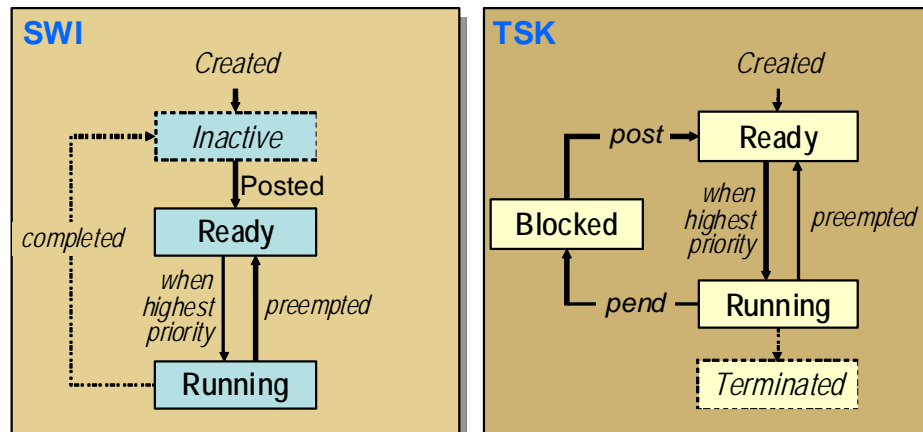 SWI
Created
Inactive
Posted
Ready
completed
when
highest
priority
preempted
Running
TSK
Created
Ready
post
Blocked
when
highest
priority
preempted
pend
Running
Terminated